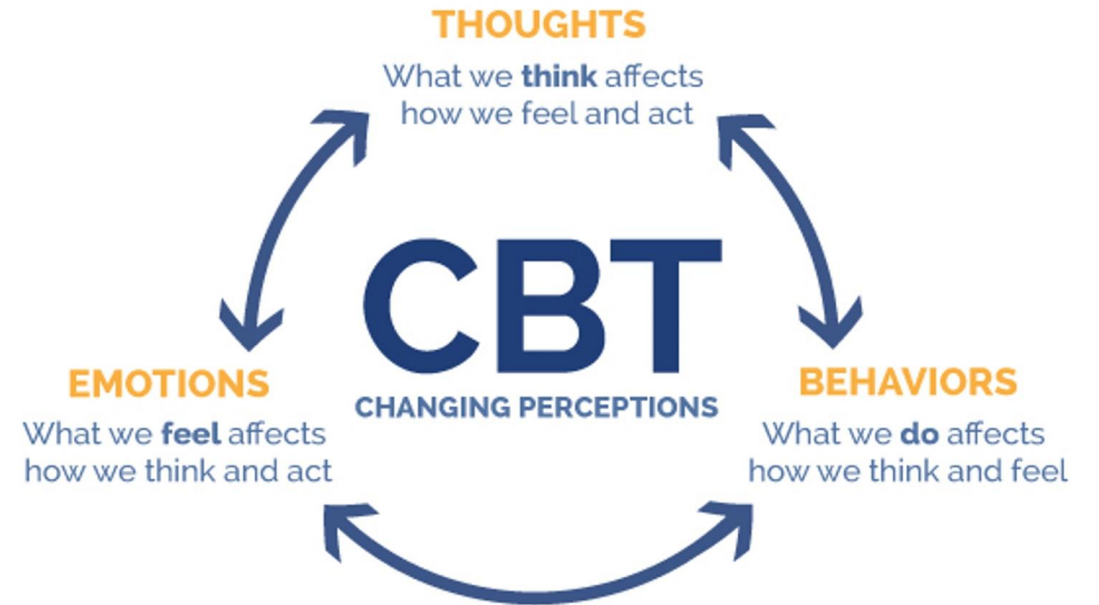 THOUGHTS
What we think affects
how we feel and act
CBT
CHANGING PERCEPTIONS
EMOTIONS
What we feel affects
how we think and act
BEHAVIORS
What we do affects
how we think and feel